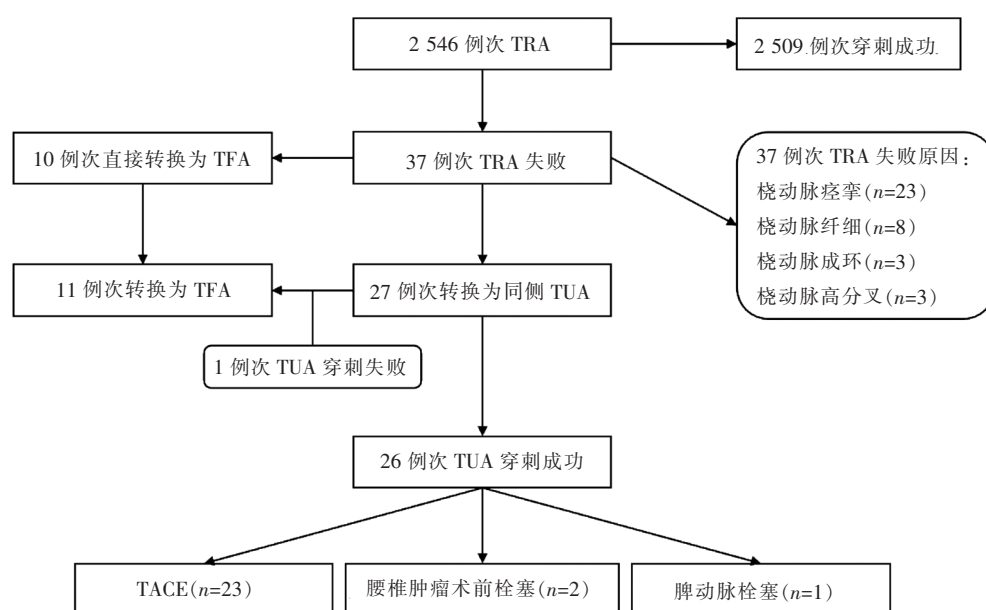 2 546 例次 TRA
2 509 例次穿刺成功
10 例次直接转换为 TFA
37 例次 TRA 失败
37 例次 TRA 失败原因：
桡动脉痉挛(n=23)
桡动脉纤细(n=8)
桡动脉成环(n=3)
桡动脉高分叉(n=3)
11 例次转换为 TFA
27 例次转换为同侧 TUA
1 例次 TUA 穿刺失败
26 例次 TUA 穿刺成功
TACE(n=23)
腰椎肿瘤术前栓塞(n=2)
脾动脉栓塞(n=1)